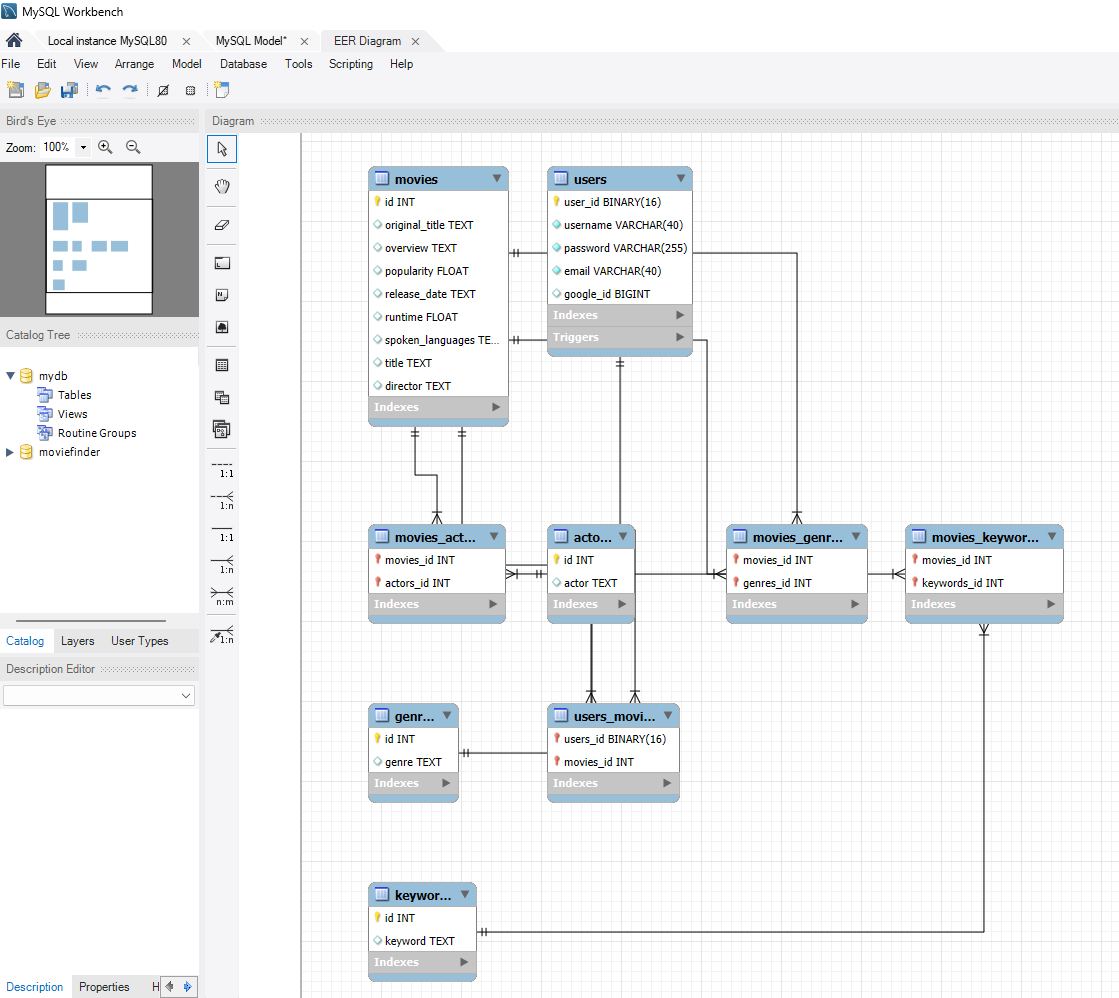 MySQL Workbench
Local instance MySQL80
MySQL Model*
EER Diagram
File Edit View Arrange Model Database Tools Scripting Help
Bird's Eye
Zoom: 100%
Catalog Tree
mydb
Tables
Views
Routine Groups
moviefinder
Catalog Layers User Types
Description Editor
Description Properties H
Diagram
1:1
1:n
1:1
1:n
n:m
1:n
movies
id INT
original_title TEXT
overview TEXT
popularity FLOAT
release_date TEXT
runtime FLOAT
spoken_languages TE...
title TEXT
director TEXT
Indexes
users
user_id BINARY(16)
username VARCHAR(40)
password VARCHAR(255)
email VARCHAR(40)
google_id BIGINT
Indexes
Triggers
movies_act...
movies_id INT
actors_id INT
Indexes
acto...
id INT
actor TEXT
Indexes
movies_genr...
movies_id INT
genres_id INT
Indexes
movies_keywor...
movies_id INT
keywords_id INT
Indexes
genr...
id INT
genre TEXT
Indexes
users_movi...
users_id BINARY(16)
movies_id INT
Indexes
keywor...
id INT
keyword TEXT
Indexes